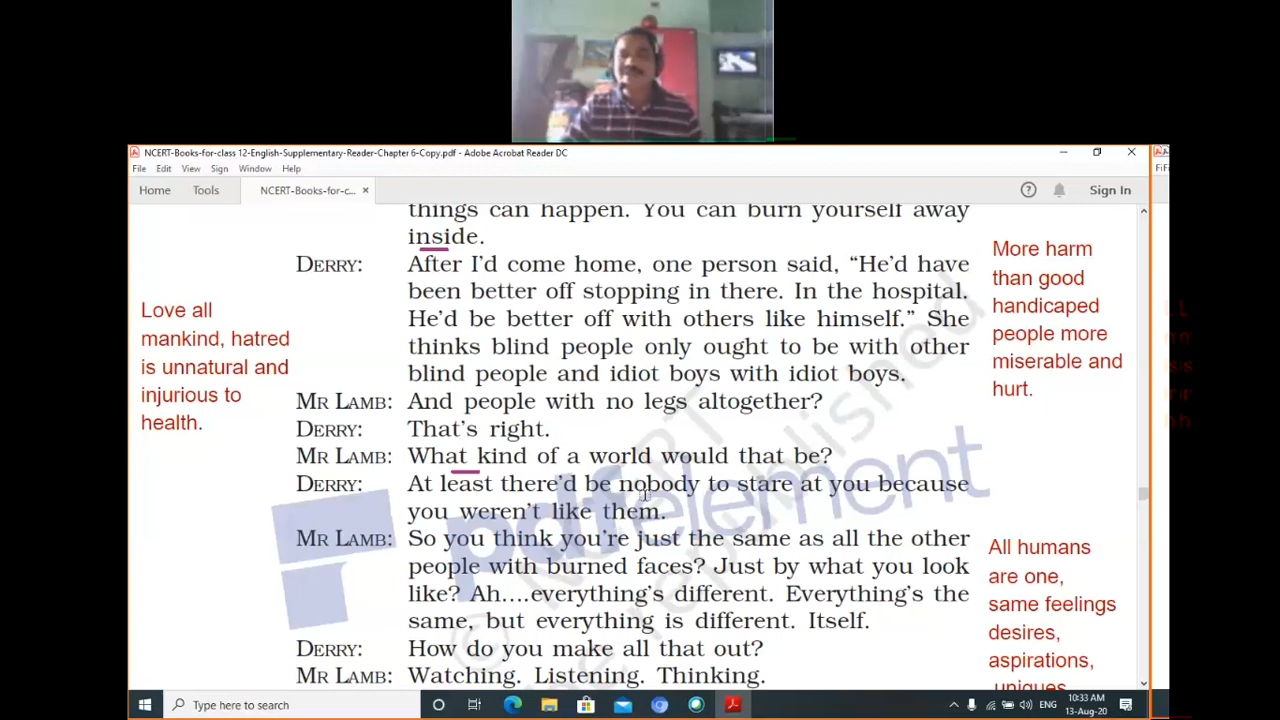 NCERT-Books-for-class 12-English-Supplementary-Reader-Chapter 6-Copy.pdf - Adobe Acrobat Reader DC
File Edit View Sign Window Help
Home Tools NCERT-Books-for-c... × Sign In
things can happen. You can burn yourself away
inside.
DERRY: After I'd come home, one person said, “He'd have
been better off stopping in there. In the hospital.
He'd be better off with others like himself.” She
thinks blind people only ought to be with other
blind people and idiot boys with idiot boys.
MR LAMB: And people with no legs altogether?
DERRY: That's right.
MR LAMB: What kind of a world would that be?
DERRY: At least there'd be nobody to stare at you because
you weren't like them.
MR LAMB: So you think you're just the same as all the other
people with burned faces? Just by what you look
like? Ah....everything's different. Everything's the
same, but everything is different. Itself.
DERRY: How do you make all that out?
MR LAMB: Watching. Listening. Thinking.
Love all
mankind, hatred
is unnatural and
injurious to
health.
More harm
than good
handicaped
people more
miserable and
hurt.
All humans
are one,
same feelings
desires,
aspirations,
uniques
pdfelement
© NCERT
republished
FiFi
Type here to search
ENG
10:33 AM
13-Aug-20